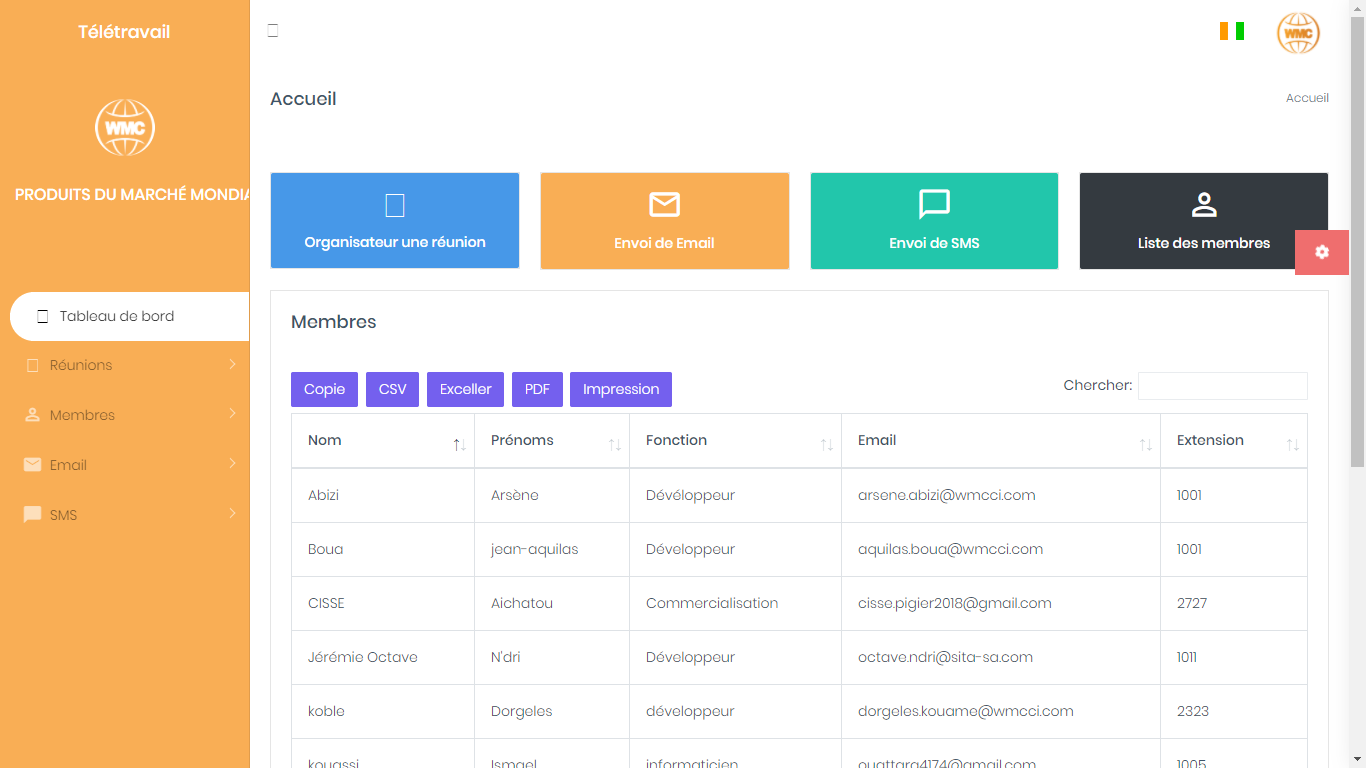 Télétravail
WMC
PRODUITS DU MARCHÉ MONDIA
Tableau de bord
Réunions
Membres
Email
SMS
WMC
Accueil
Accueil
Organisateur une réunion
Envoi de Email
Envoi de SMS
Liste des membres
Membres
Copie CSV Exceller PDF Impression Chercher:
Nom Prénoms Fonction Email Extension
Abizi Arsène Dévéloppeur arsene.abizi@wmcci.com 1001
Boua jean-aquilas Développeur aquilas.boua@wmcci.com 1001
CISSE Aichatou Commercialisation cisse.pigier2018@gmail.com 2727
Jérémie Octave N'dri Développeur octave.ndri@sita-sa.com 1011
koble Dorgeles développeur dorgeles.kouame@wmcci.com 2323
kouassi Ismael informaticien ouattara4174@gmail.com 1005